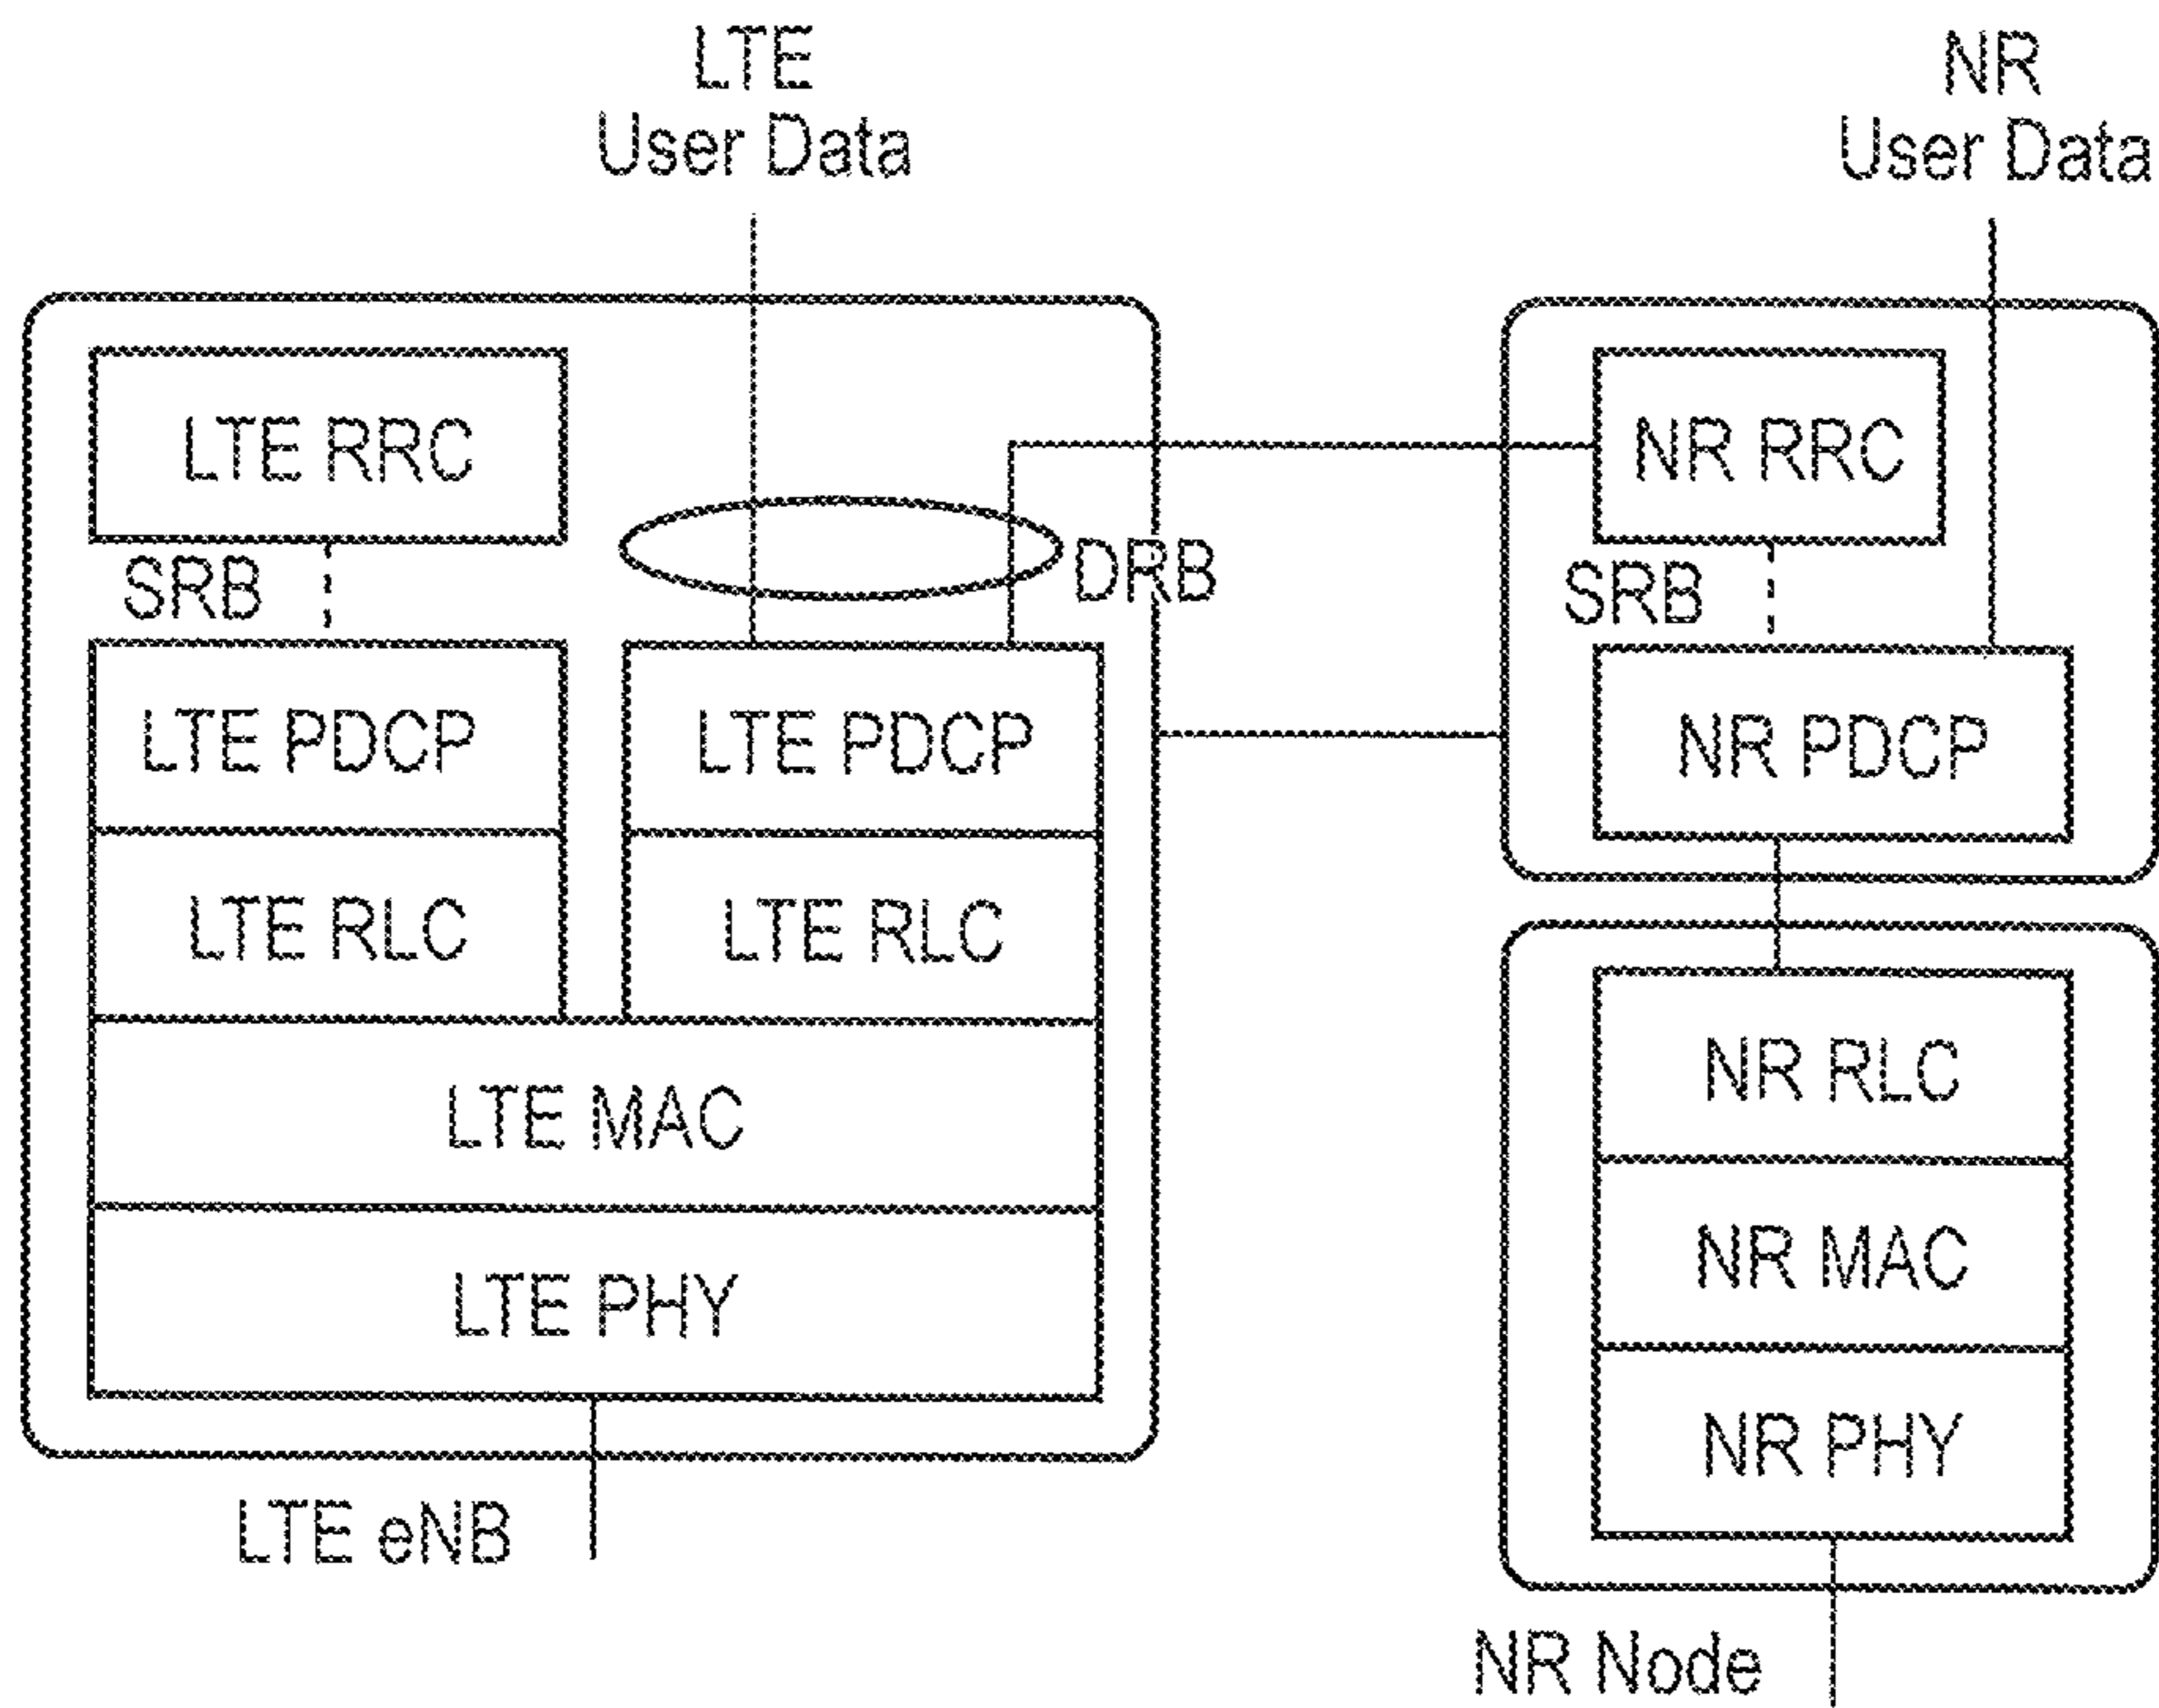 LTE
User Data
NR
User Data
LTE RRC
NR RRC
SRB
DRB
SRB
LTE PDCP
LTE PDCP
NR PDCP
LTE RLC
LTE RLC
NR RLC
LTE MAC
NR MAC
LTE PHY
NR PHY
LTE eNB
NR Node